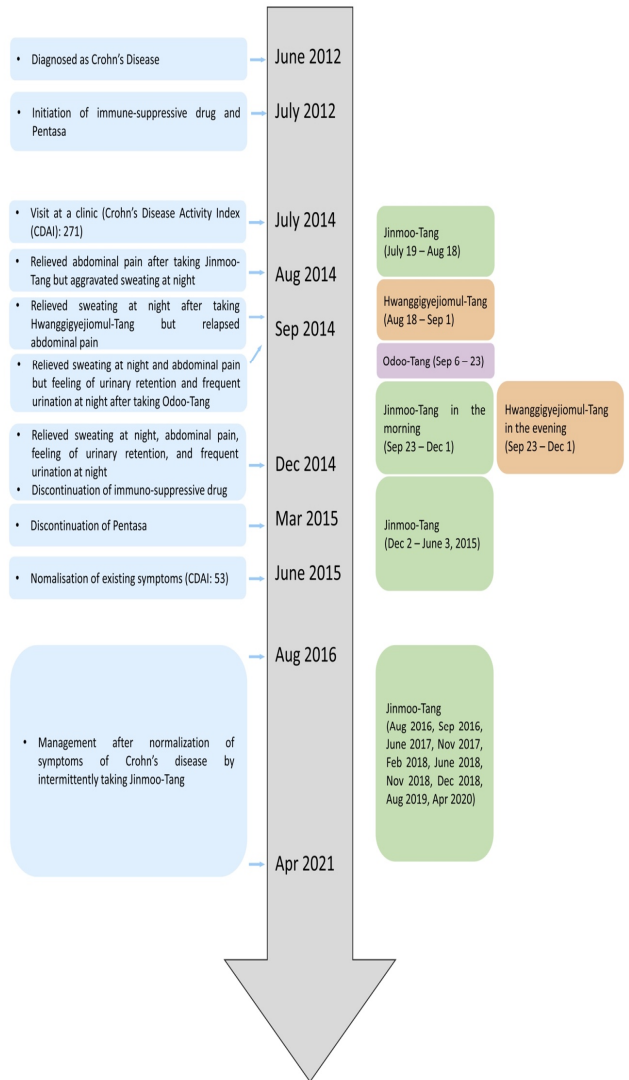 • Diagnosed as Crohn's Disease
June 2012
• Initiation of immune-suppressive drug and
Pentasa
July 2012
• Visit at a clinic (Crohn's Disease Activity Index
(CDAI): 271)
July 2014
Jinmoo-Tang
(July 19 – Aug 18)
• Relieved abdominal pain after taking Jinmoo-
Tang but aggravated sweating at night
Aug 2014
• Relieved sweating at night after taking
Hwanggigyejiomul-Tang but relapsed
abdominal pain
Sep 2014
Hwanggigyejiomul-Tang
(Aug 18 – Sep 1)
• Relieved sweating at night and abdominal pain
but feeling of urinary retention and frequent
urination at night after taking Odoo-Tang
Odoo-Tang (Sep 6 – 23)
Jinmoo-Tang in the
morning
(Sep 23 – Dec 1)
Hwanggigyejiomul-Tang
in the evening
(Sep 23 – Dec 1)
• Relieved sweating at night, abdominal pain,
feeling of urinary retention, and frequent
urination at night
• Discontinuation of immuno-suppressive drug
Dec 2014
• Discontinuation of Pentasa
Mar 2015
Jinmoo-Tang
(Dec 2 – June 3, 2015)
• Nomalisation of existing symptoms (CDAI: 53)
June 2015
Aug 2016
• Management after normalization of
symptoms of Crohn's disease by
intermittently taking Jinmoo-Tang
Jinmoo-Tang
(Aug 2016, Sep 2016,
June 2017, Nov 2017,
Feb 2018, June 2018,
Nov 2018, Dec 2018,
Aug 2019, Apr 2020)
Apr 2021